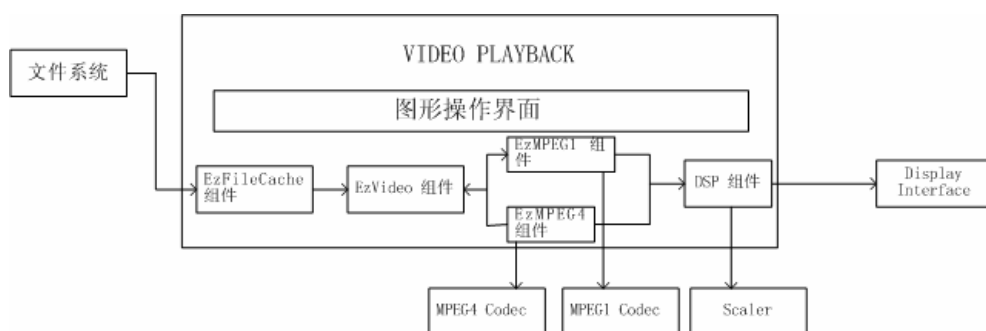 VIDEO PLAYBACK
文件系统
图形操作界面
EzMPEG1 组
件
EzFileCache
组件
EzVideo 组件
DSP 组件
Display
Interface
EzMPEG4
组件
MPEG4 Codec
MPEG1 Codec
Scaler